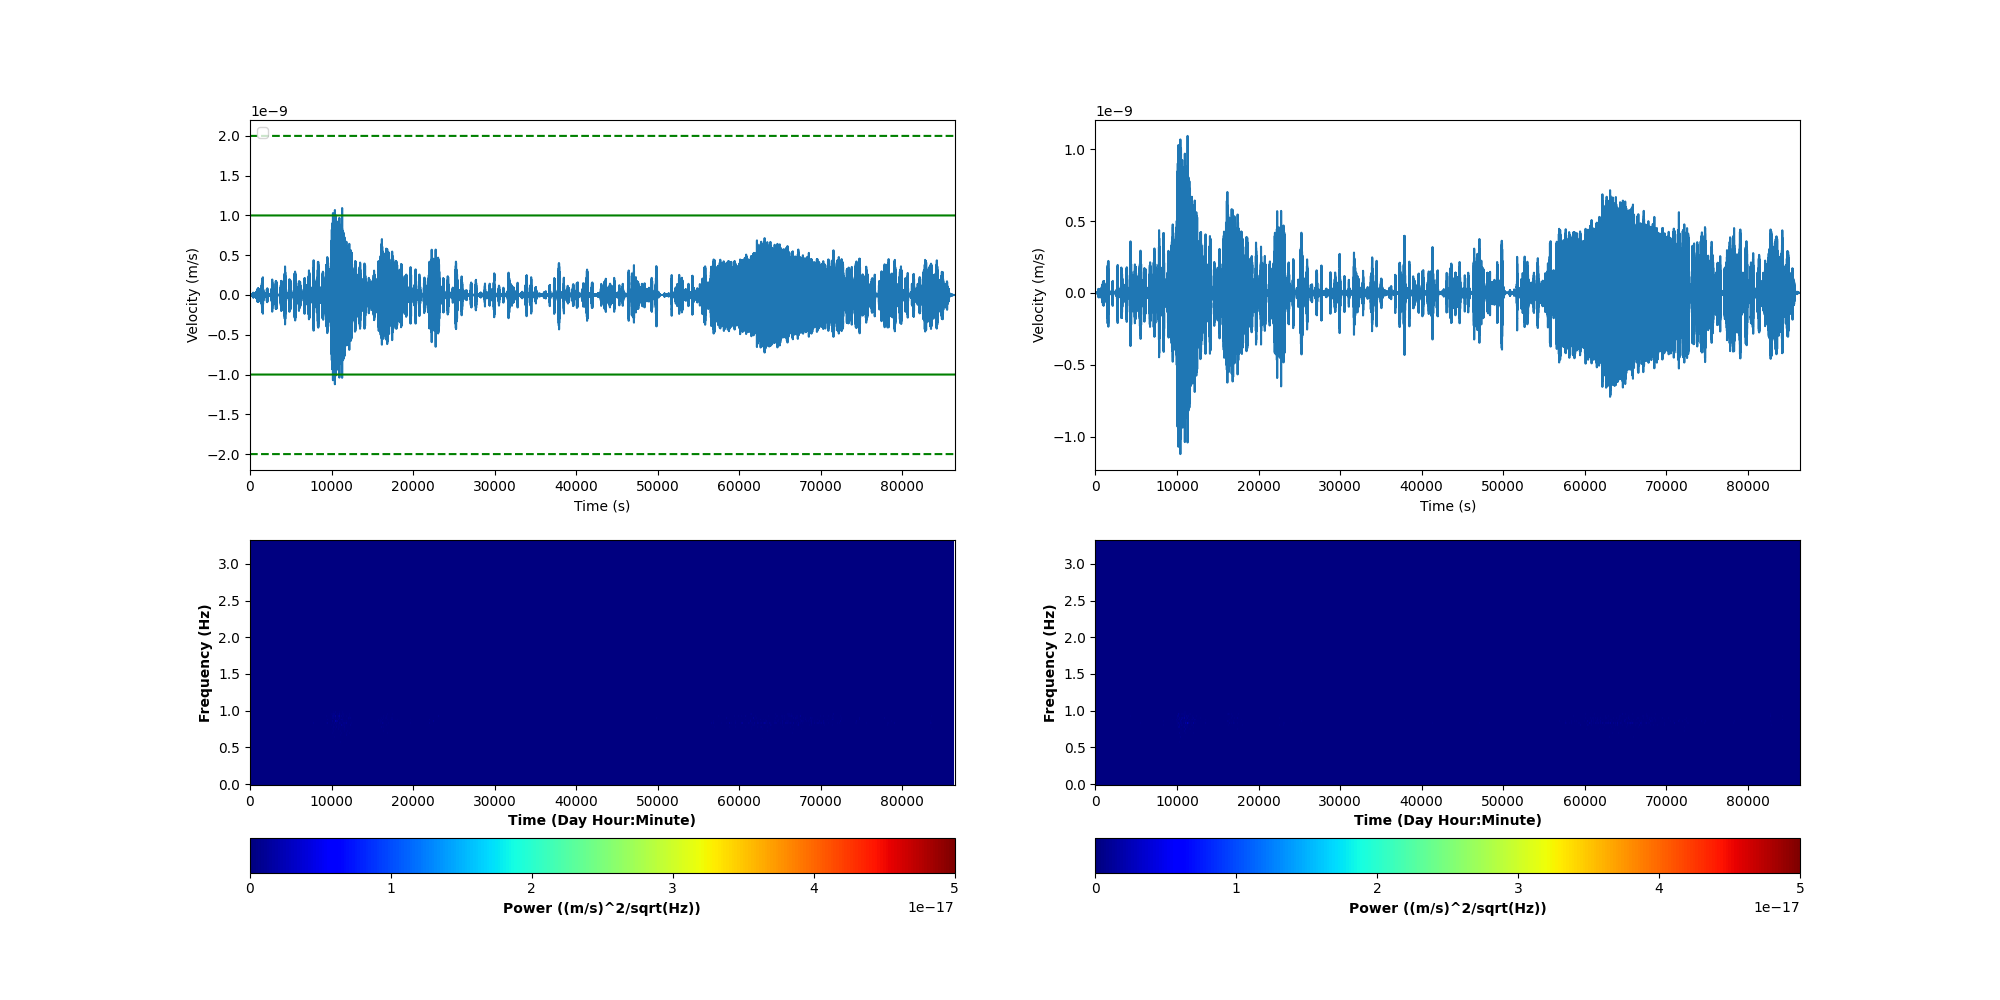 1e−9
2.0
1.5
1.0
0.5
0.0
−0.5
−1.0
−1.5
−2.0
Velocity (m/s)
0 10000 20000 30000 40000 50000 60000 70000 80000
Time (s)
1e−9
1.0
0.5
0.0
−0.5
−1.0
Velocity (m/s)
0 10000 20000 30000 40000 50000 60000 70000 80000
Time (s)
3.0
2.5
2.0
1.5
1.0
0.5
0.0
Frequency (Hz)
0 10000 20000 30000 40000 50000 60000 70000 80000
Time (Day Hour:Minute)
0 1 2 3 4 5
Power ((m/s)^2/sqrt(Hz))
1e−17
3.0
2.5
2.0
1.5
1.0
0.5
0.0
Frequency (Hz)
0 10000 20000 30000 40000 50000 60000 70000 80000
Time (Day Hour:Minute)
0 1 2 3 4 5
Power ((m/s)^2/sqrt(Hz))
1e−17